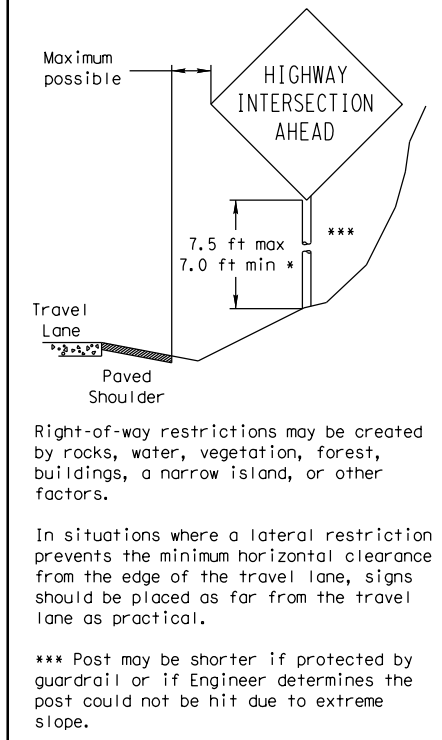 Maximum
possible
HIGHWAY
INTERSECTION
AHEAD
7.5 ft max
7.0 ft min *
***
Travel
Lane
Paved
Shoulder
Right-of-way restrictions may be created
by rocks, water, vegetation, forest,
buildings, a narrow island, or other
factors.
In situations where a lateral restriction
prevents the minimum horizontal clearance
from the edge of the travel lane, signs
should be placed as far from the travel
lane as practical.
*** Post may be shorter if protected by
guardrail or if Engineer determines the
post could not be hit due to extreme
slope.